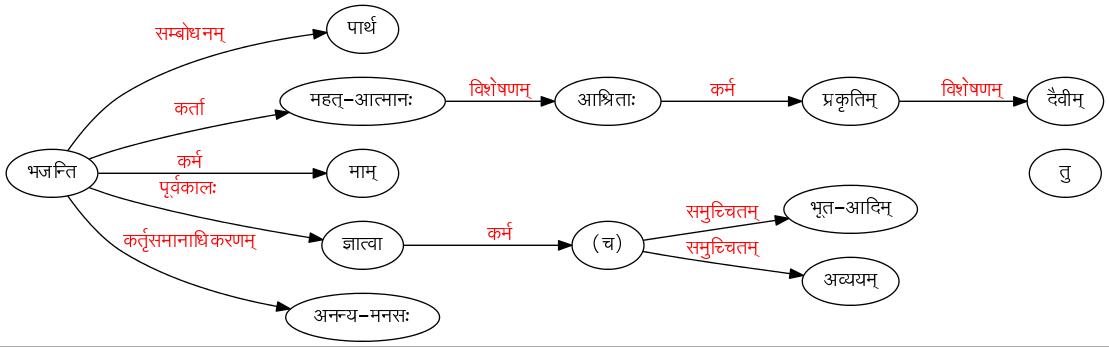 सम्बोधनम्
पार्थ
कर्ता
महत्-आत्मानः
विशेषणम्
आश्रिताः
कर्म
प्रकृतिम्
विशेषणम्
दैवीम्
भजन्ति
कर्म
माम्
तु
पूर्वकालः
ज्ञात्वा
कर्म
(च)
समुच्चितम्
भूत-आदिम्
समुच्चितम्
अव्ययम्
कर्तृसमानाधिकरणम्
अनन्य-मनसः